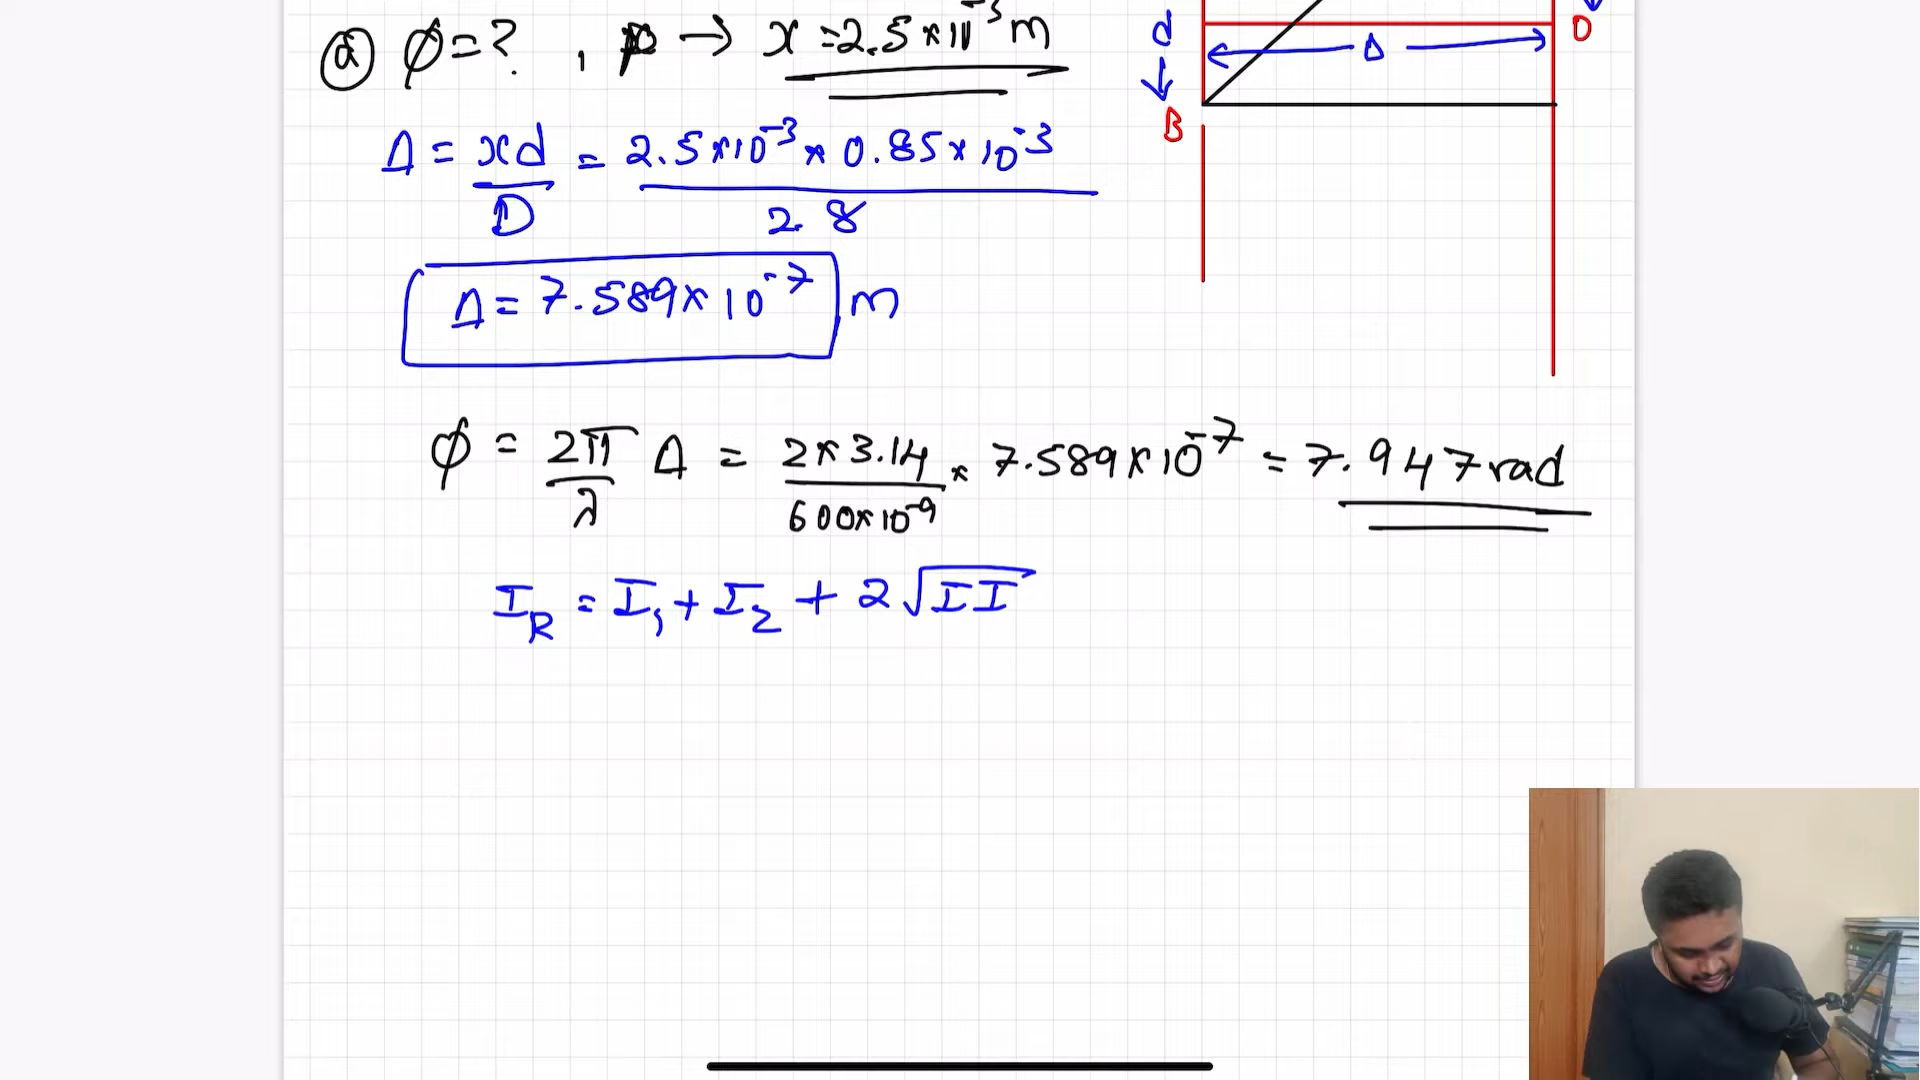 ⓐ ϕ = ? , p → x = 2.5 × 10⁻³ m
d
D
Δ = xd/D = 2.5×10⁻³ × 0.85×10⁻³ / 2.8
B
O
Δ = 7.589 × 10⁻⁷ m
ϕ = 2π/λ Δ = 2×3.14/600×10⁻⁹ × 7.589×10⁻⁷ = 7.947 rad
I_R = I₁ + I₂ + 2√II